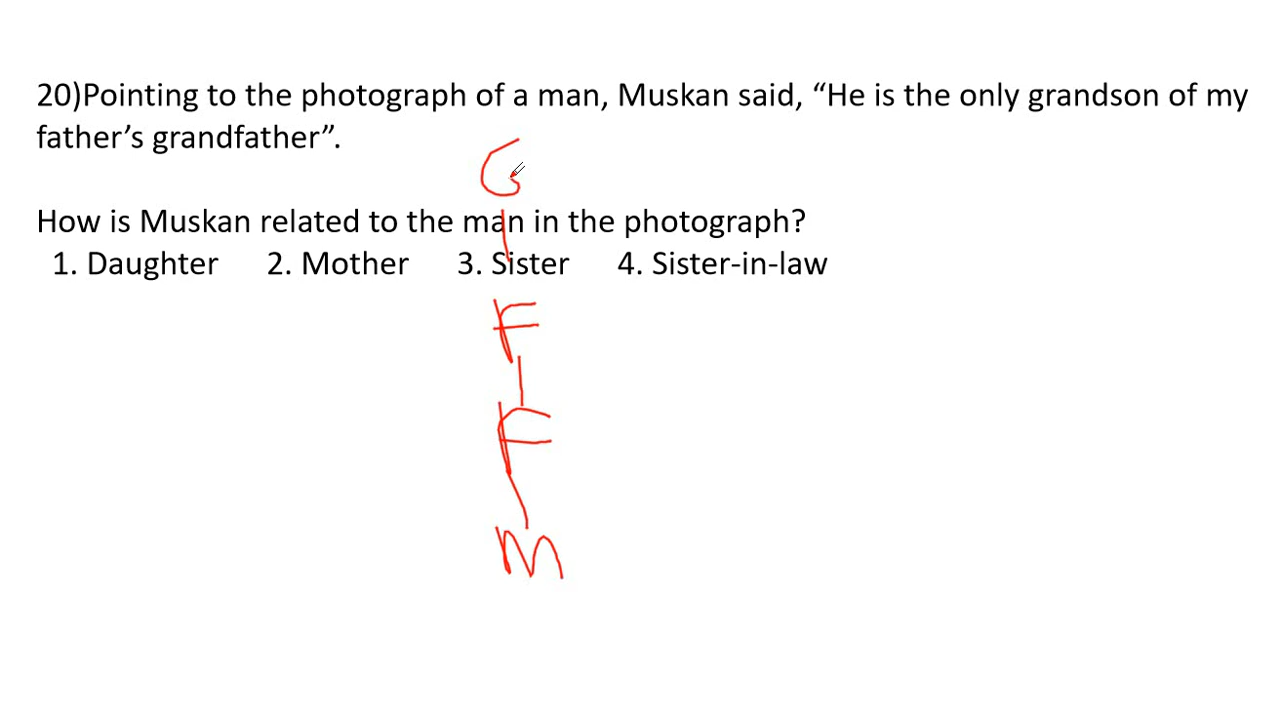 20)Pointing to the photograph of a man, Muskan said, “He is the only grandson of my
father’s grandfather”.
G
How is Muskan related to the man in the photograph?
1. Daughter 2. Mother 3. Sister 4. Sister-in-law
F
F
M